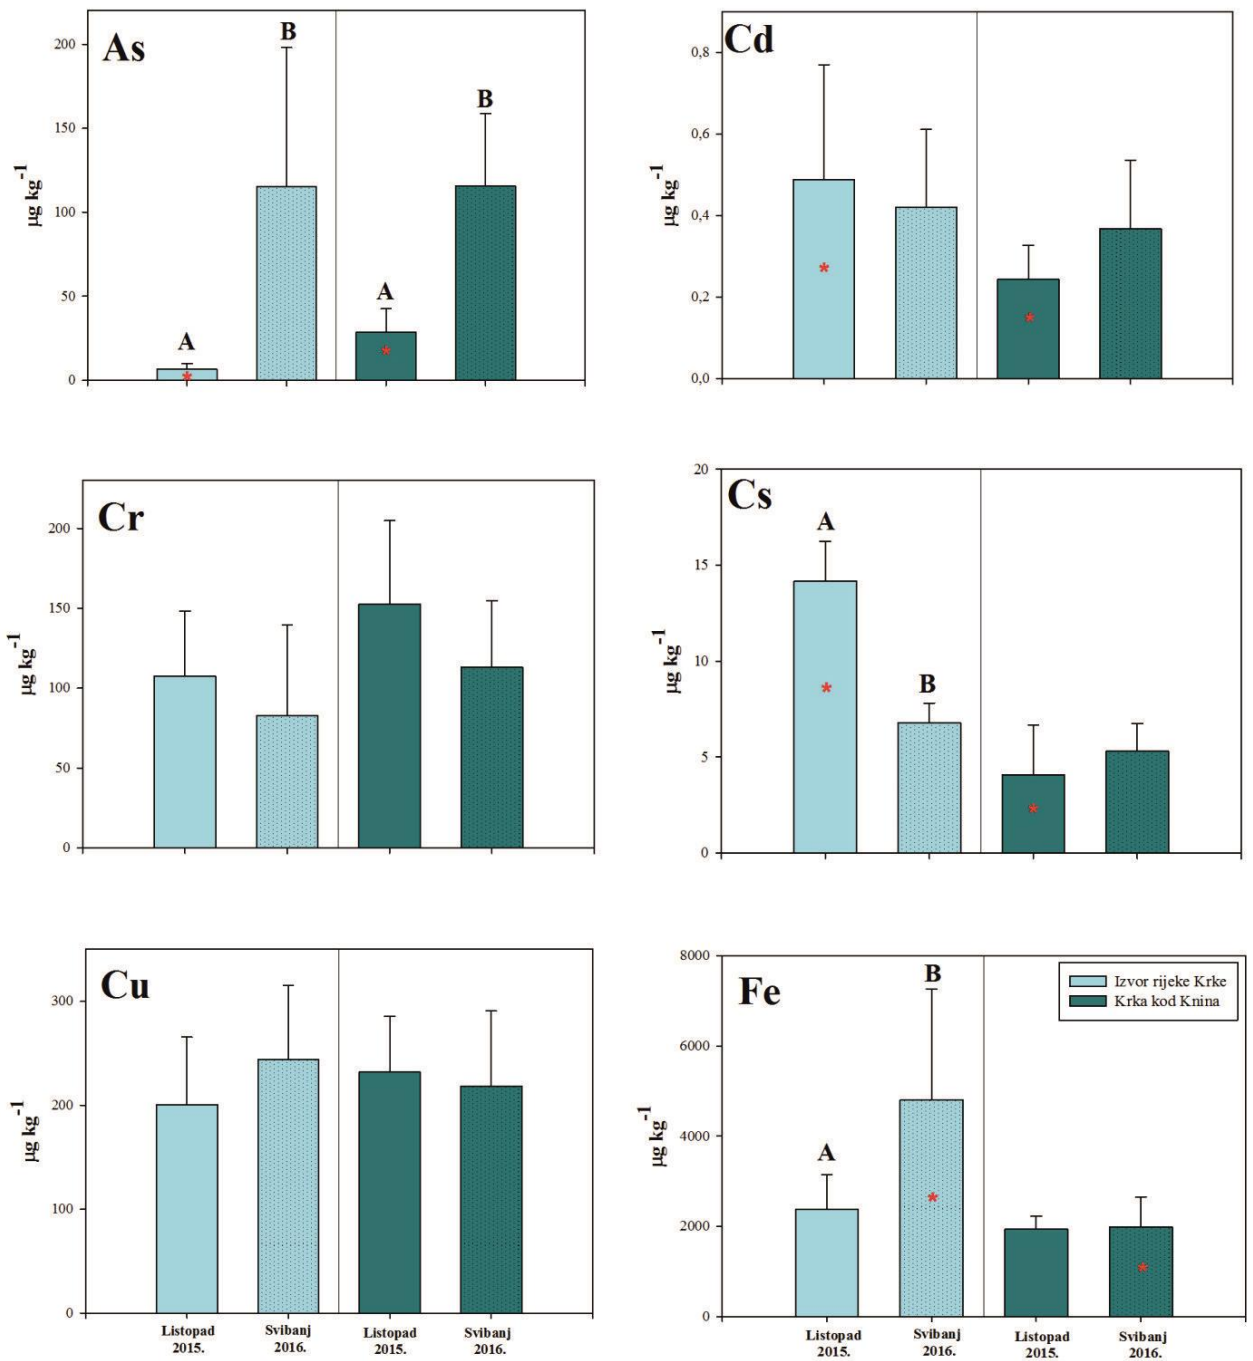 As
200
150
100
50
0
µg kg-1
A
*
B
A
*
B
Cd
0,8
0,6
0,4
0,2
0,0
*
*
Cr
200
150
100
50
0
µg kg-1
Cs
20
15
10
5
0
µg kg-1
A
*
B
*
Cu
300
200
100
0
µg kg-1
Listopad
2015.
Svibanj
2016.
Listopad
2015.
Svibanj
2016.
Fe
8000
6000
4000
2000
0
µg kg-1
A
B
*
*
Izvor rijeke Krke
Krka kod Knina
Listopad
2015.
Svibanj
2016.
Listopad
2015.
Svibanj
2016.